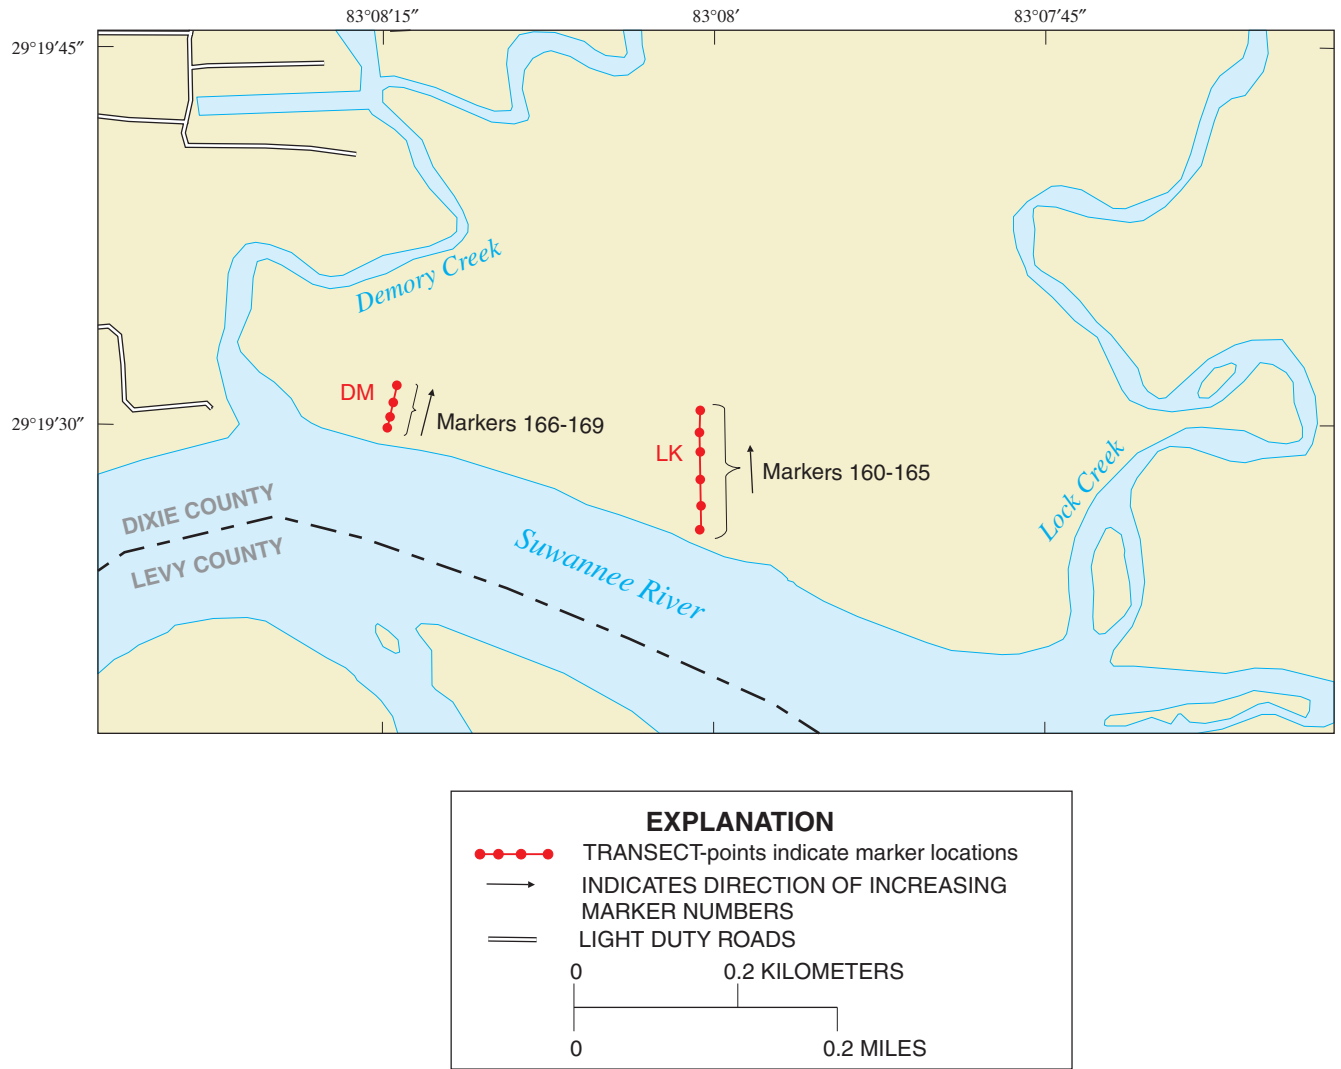 83°08′15″
83°08′
83°07′45″
29°19′45″
Demory Creek
DM
Markers 166-169
29°19′30″
LK
Markers 160-165
Lock Creek
DIXIE COUNTY
LEVY COUNTY
Suwannee River
EXPLANATION
TRANSECT-points indicate marker locations
INDICATES DIRECTION OF INCREASING
MARKER NUMBERS
LIGHT DUTY ROADS
0 0.2 KILOMETERS
0 0.2 MILES